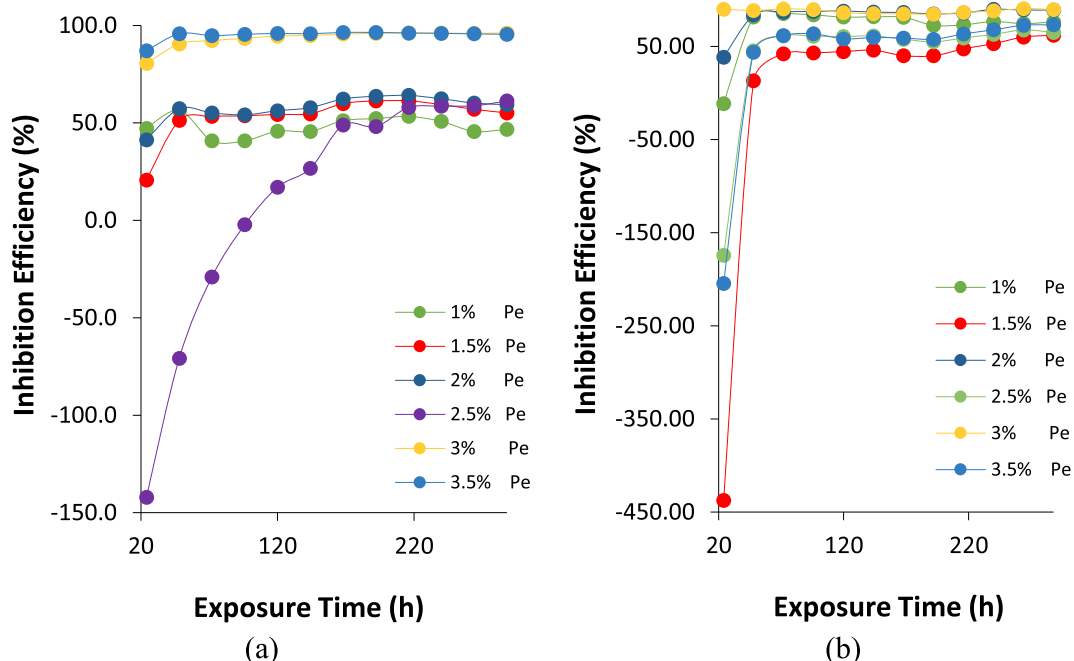 100.0
50.0
0.0
-50.0
-100.0
-150.0
20
120
220
Inhibition Efficiency (%)
Exposure Time (h)
1% Pe
1.5% Pe
2% Pe
2.5% Pe
3% Pe
3.5% Pe
(a)
50.00
-50.00
-150.00
-250.00
-350.00
-450.00
20
120
220
Inhibition Efficiency (%)
Exposure Time (h)
1% Pe
1.5% Pe
2% Pe
2.5% Pe
3% Pe
3.5% Pe
(b)